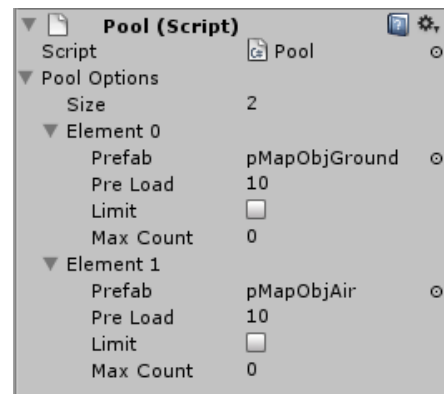 Pool (Script)
Script Pool
Pool Options
Size 2
Element 0
Prefab pMapObjGround
Pre Load 10
Limit
Max Count 0
Element 1
Prefab pMapObjAir
Pre Load 10
Limit
Max Count 0